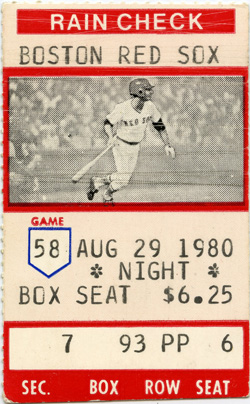 RAIN CHECK
BOSTON RED SOX
RED SOX
GAME
58 AUG 29 1980
* NIGHT *
BOX SEAT $6.25
7 93 PP 6
SEC. BOX ROW SEAT